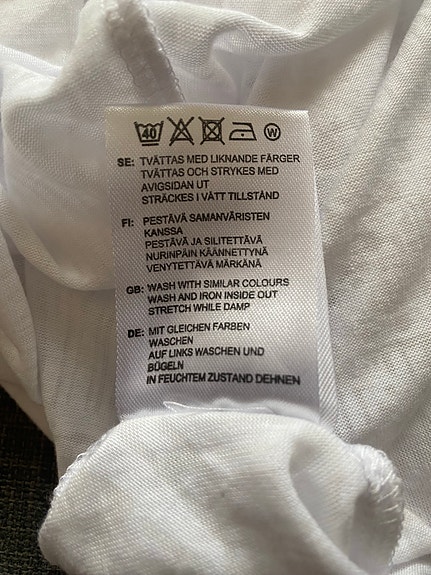 40 W
SE: TVÄTTAS MED LIKNANDE FÄRGER
TVÄTTAS OCH STRYKES MED
AVIGSIDAN UT
STRÄCKES I VÅTT TILLSTÅND
FI: PESTÄVÄ SAMANVÄRISTEN
KANSSA
PESTÄVÄ JA SILITETTÄVÄ
NURINPÄIN KÄÄNNETTYNÄ
VENYTETTÄVÄ MÄRKÄNÄ
GB: WASH WITH SIMILAR COLOURS
WASH AND IRON INSIDE OUT
STRETCH WHILE DAMP
DE: MIT GLEICHEN FARBEN
WASCHEN
AUF LINKS WASCHEN UND
BÜGELN
IN FEUCHTEM ZUSTAND DEHNEN